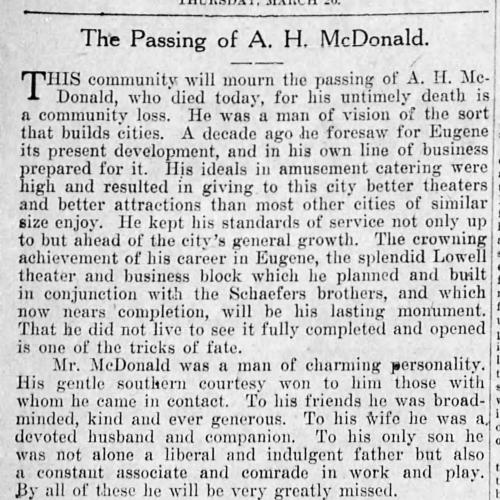 THURSDAY, MARCH 26.
The Passing of A. H. McDonald.
THIS community will mourn the passing of A. H. Mc-
Donald, who died today, for his untimely death is
a community loss. He was a man of vision of the sort
that builds cities. A decade ago he foresaw for Eugene
its present development, and in his own line of business
prepared for it. His ideals in amusement catering were
high and resulted in giving to this city better theaters
and better attractions than most other cities of similar
size enjoy. He kept his standards of service not only up
to but ahead of the city's general growth. The crowning
achievement of his career in Eugene, the splendid Lowell
theater and business block which he planned and built
in conjunction with the Schaefers brothers, and which
now nears completion, will be his lasting monument.
That he did not live to see it fully completed and opened
is one of the tricks of fate.
Mr. McDonald was a man of charming personality.
His gentle southern courtesy won to him those with
whom he came in contact. To his friends he was broad-
minded, kind and ever generous. To his wife he was a
devoted husband and companion. To his only son he
was not alone a liberal and indulgent father but also
a constant associate and comrade in work and play.
By all of these he will be very greatly missed.